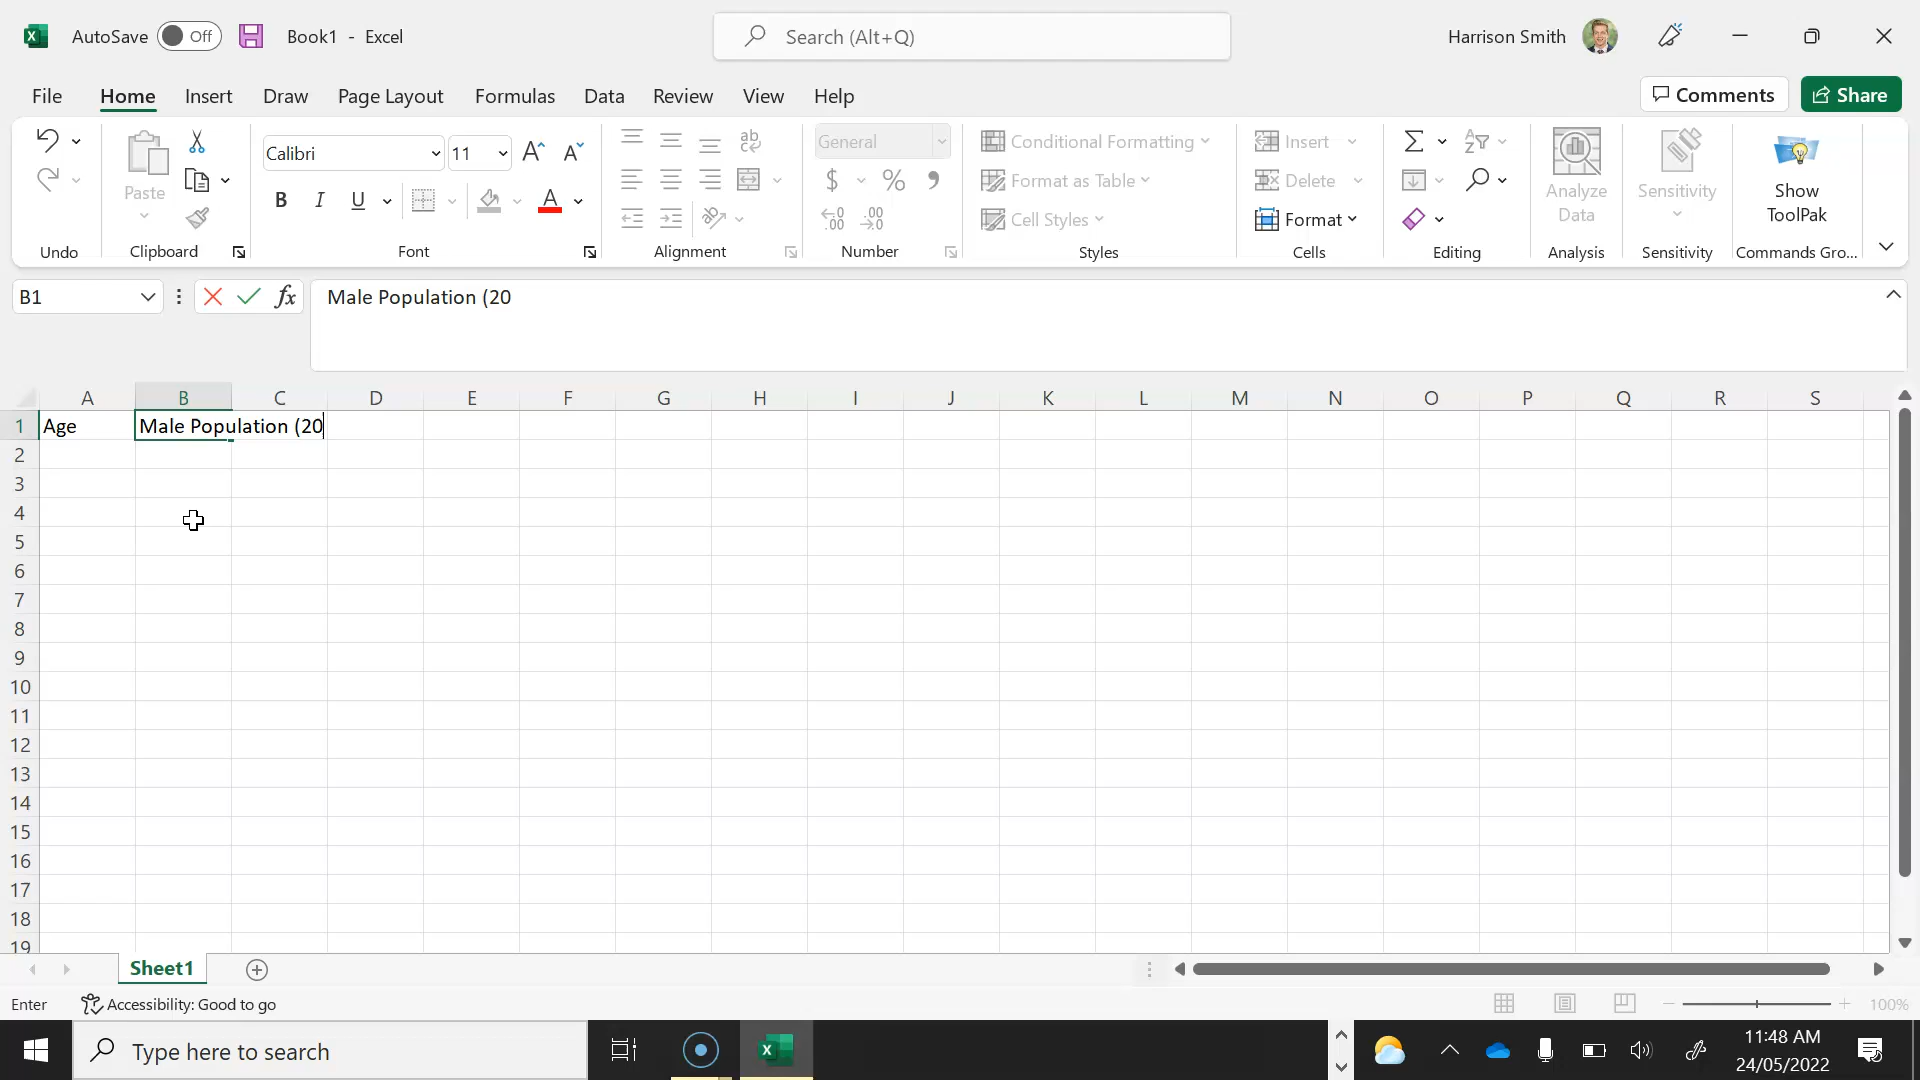 AutoSave Off Book1 - Excel Search (Alt+Q) Harrison Smith
File Home Insert Draw Page Layout Formulas Data Review View Help Comments Share
Calibri 11 General Conditional Formatting Insert
Paste Format as Table Delete Analyze Data Sensitivity Show ToolPak
B I U A Cell Styles Format
Undo Clipboard Font Alignment Number Styles Cells Editing Analysis Sensitivity Commands Gro...
B1 fx Male Population (20
A B C D E F G H I J K L M N O P Q R S
1 Age Male Population (20
2
3
4
5
6
7
8
9
10
11
12
13
14
15
16
17
18
19
Sheet1
Enter Accessibility: Good to go 100%
Type here to search 11:48 AM
24/05/2022